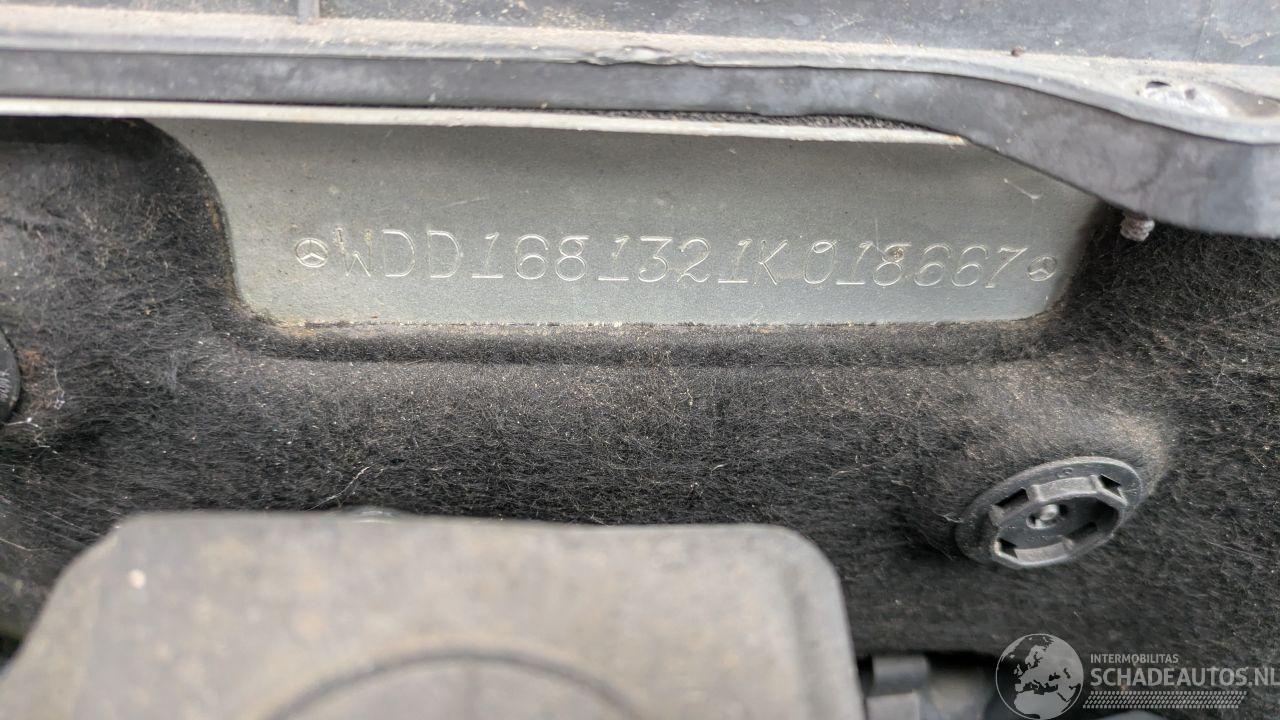 WDD1681321K018667
INTERMOBILITAS
SCHADEAUTOS.NL